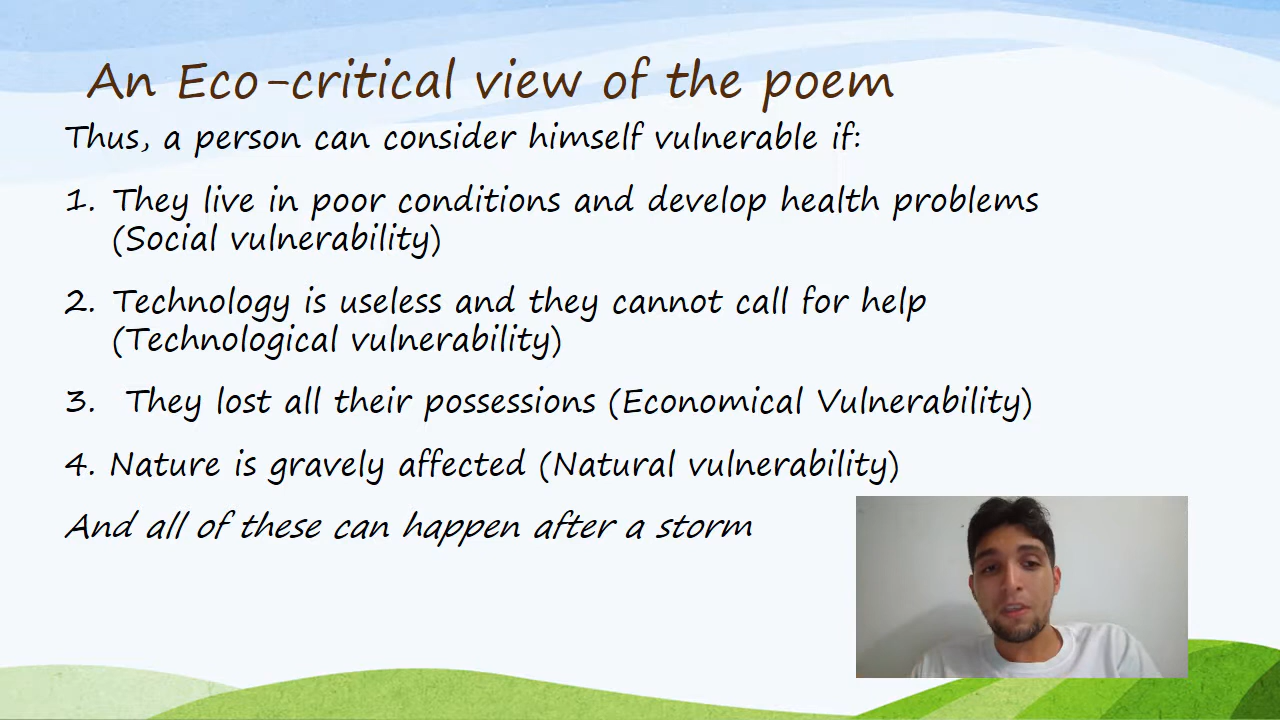 An Eco-critical view of the poem
Thus, a person can consider himself vulnerable if:
1. They live in poor conditions and develop health problems
(Social vulnerability)
2. Technology is useless and they cannot call for help
(Technological vulnerability)
3. They lost all their possessions (Economical Vulnerability)
4. Nature is gravely affected (Natural vulnerability)
And all of these can happen after a storm